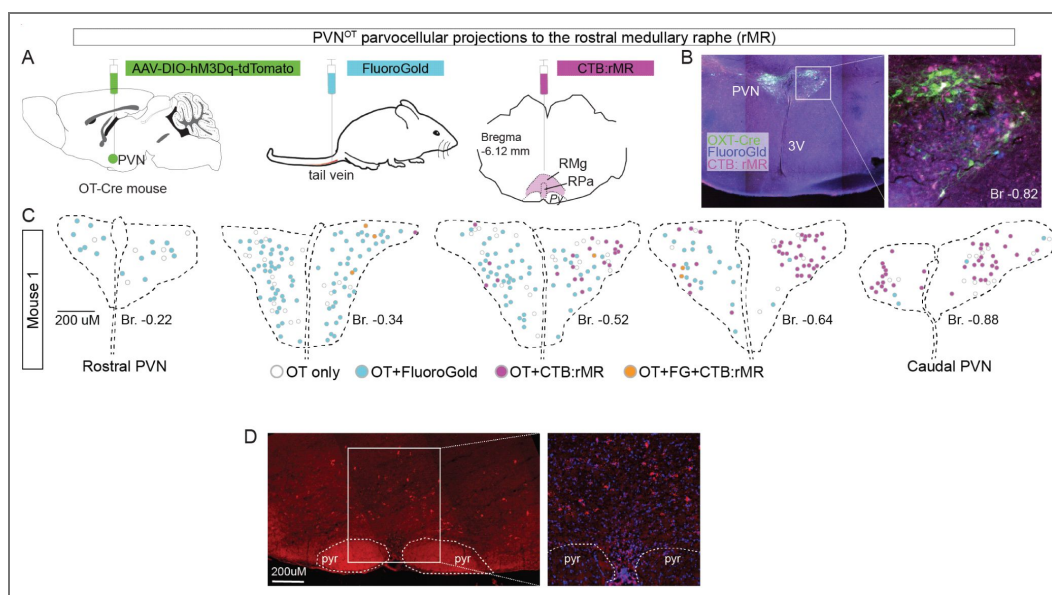 PVN^OT parvocellular projections to the rostral medullary raphe (rMR)
A
AAV-DIO-hM3Dq-tdTomato
PVN
OT-Cre mouse
FluoroGold
tail vein
CTB:rMR
Bregma
-6.12 mm
RMg
RPa
Py
B
PVN
3V
OXT-Cre
FluoroGld
CTB: rMR
Br -0.82
C
Mouse 1
200 uM
Br. -0.22
Br. -0.34
Br. -0.52
Br. -0.64
Br. -0.88
Rostral PVN
Caudal PVN
OT only
OT+FluoroGold
OT+CTB:rMR
OT+FG+CTB:rMR
D
pyr
pyr
200uM
pyr
pyr